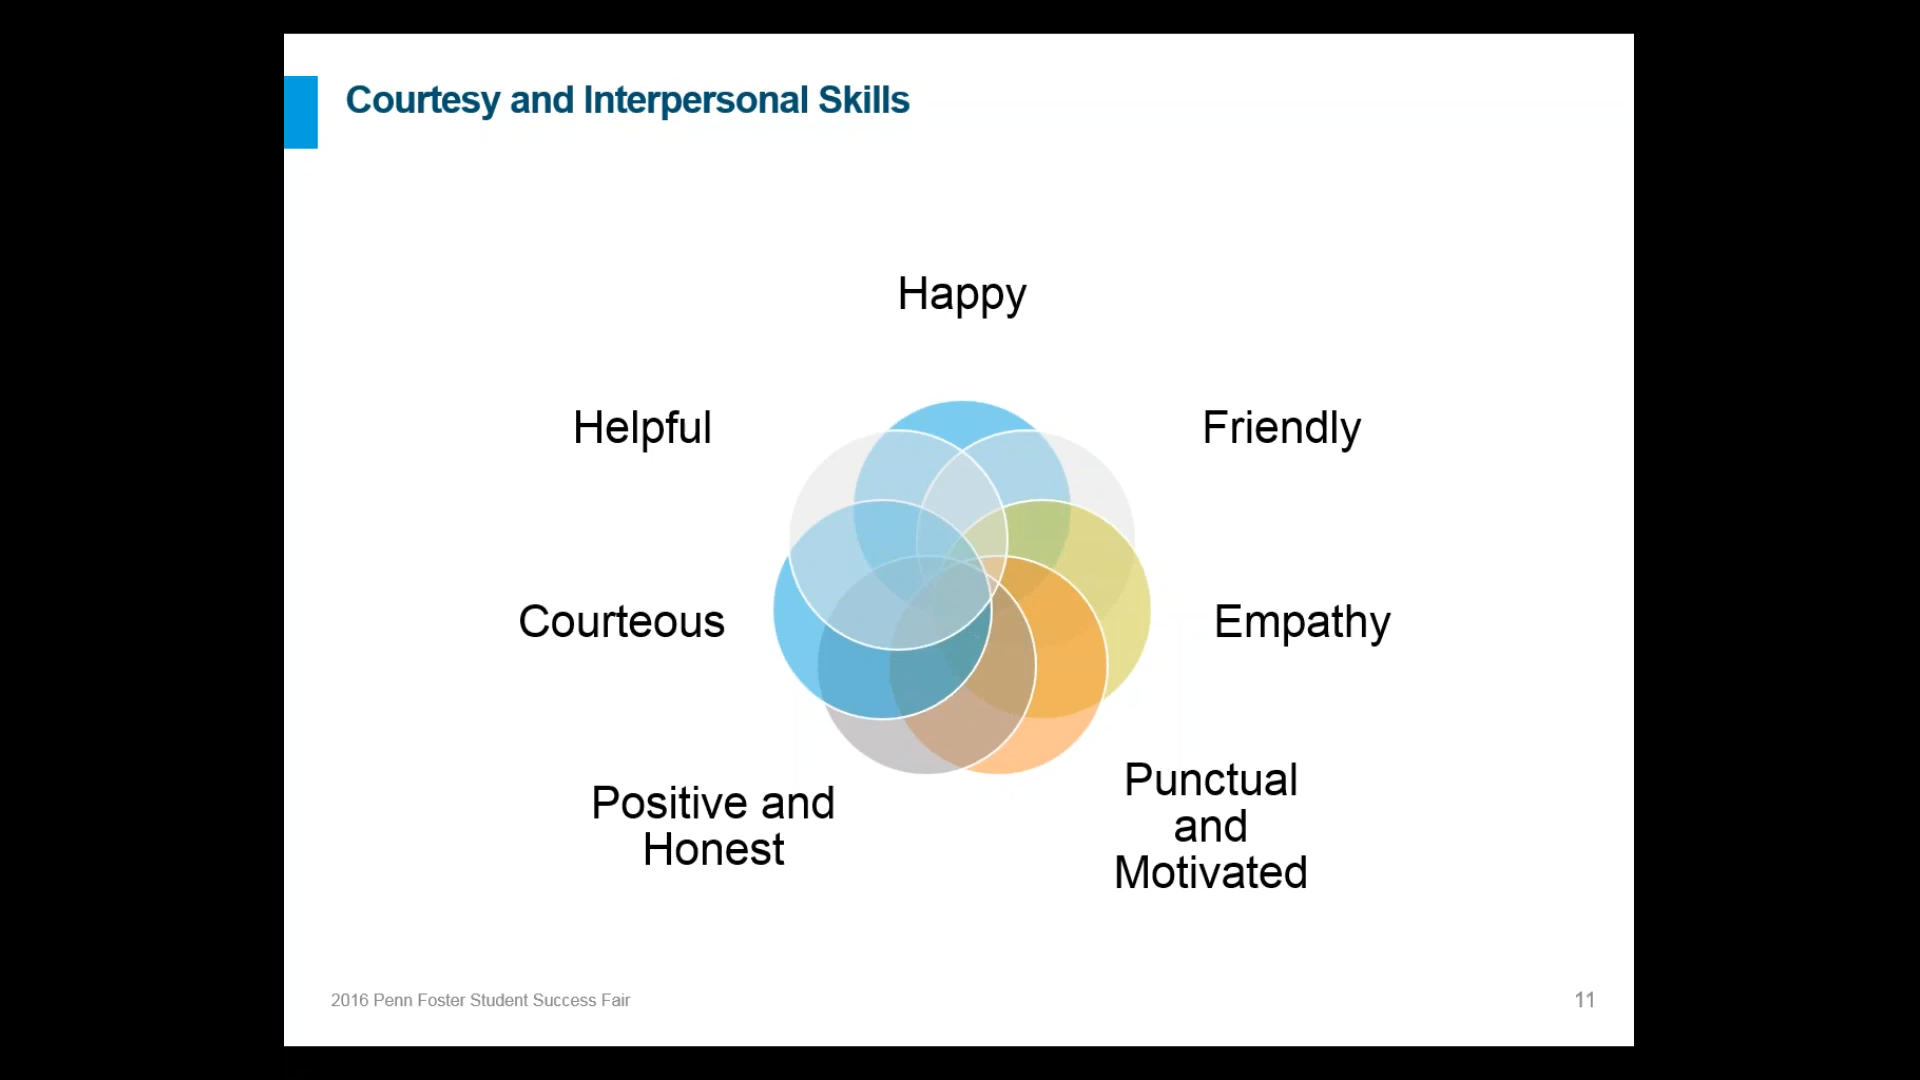 Courtesy and Interpersonal Skills
Happy
Helpful
Friendly
Courteous
Empathy
Positive and
Honest
Punctual
and
Motivated
2016 Penn Foster Student Success Fair
11